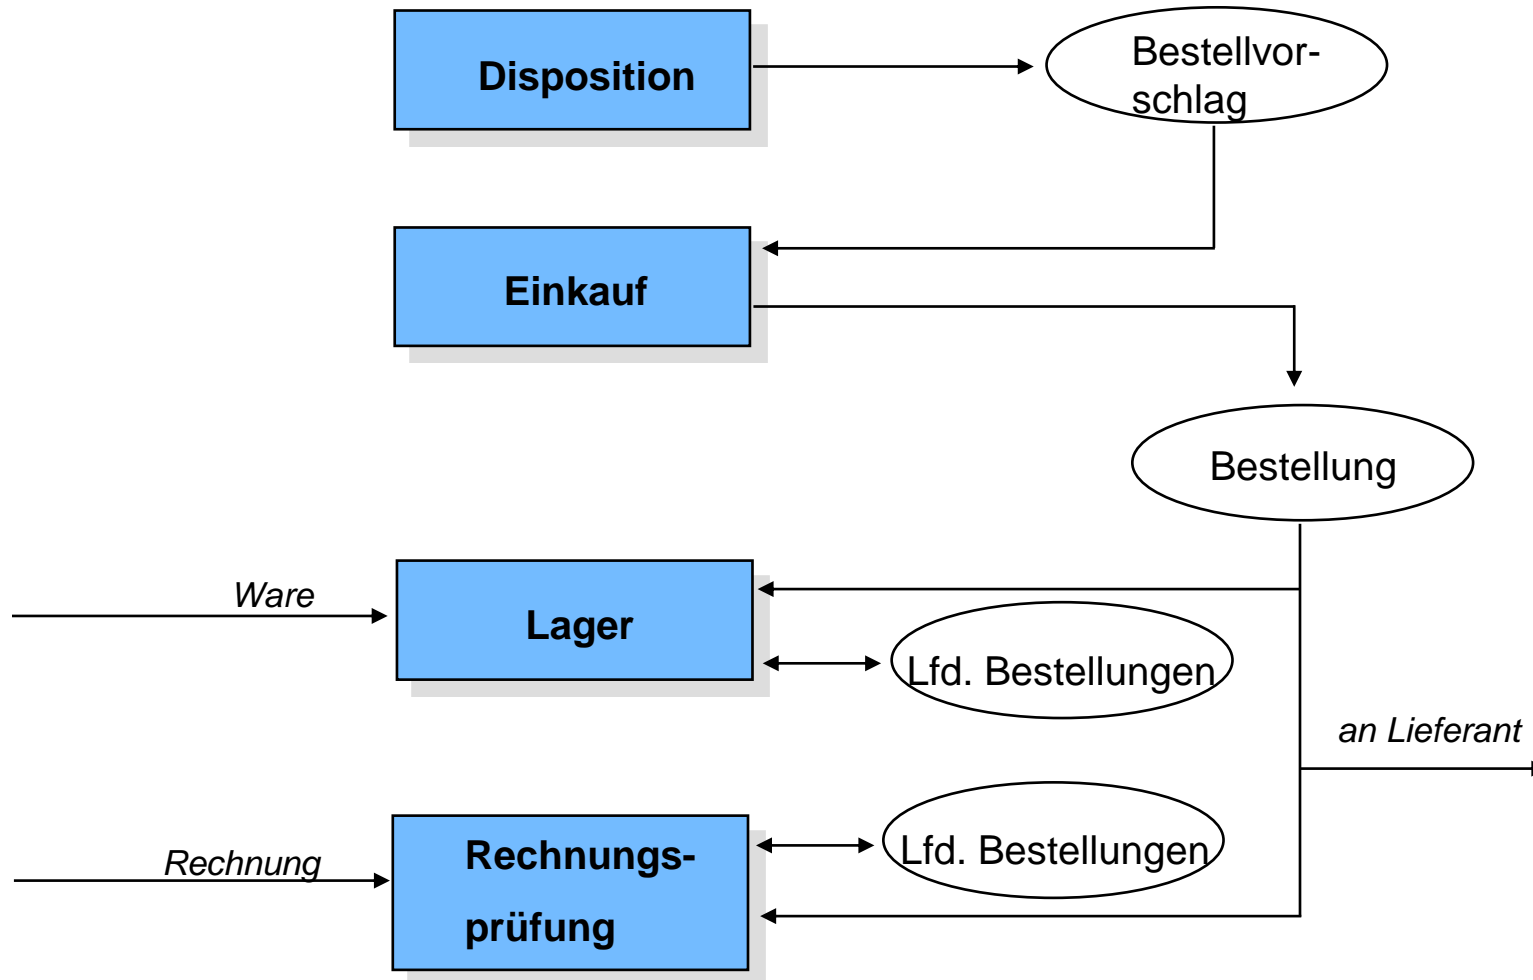 Disposition
Bestellvor-
schlag
Einkauf
Bestellung
Ware
Lager
Lfd. Bestellungen
an Lieferant
Rechnung
Rechnungs-
prüfung
Lfd. Bestellungen